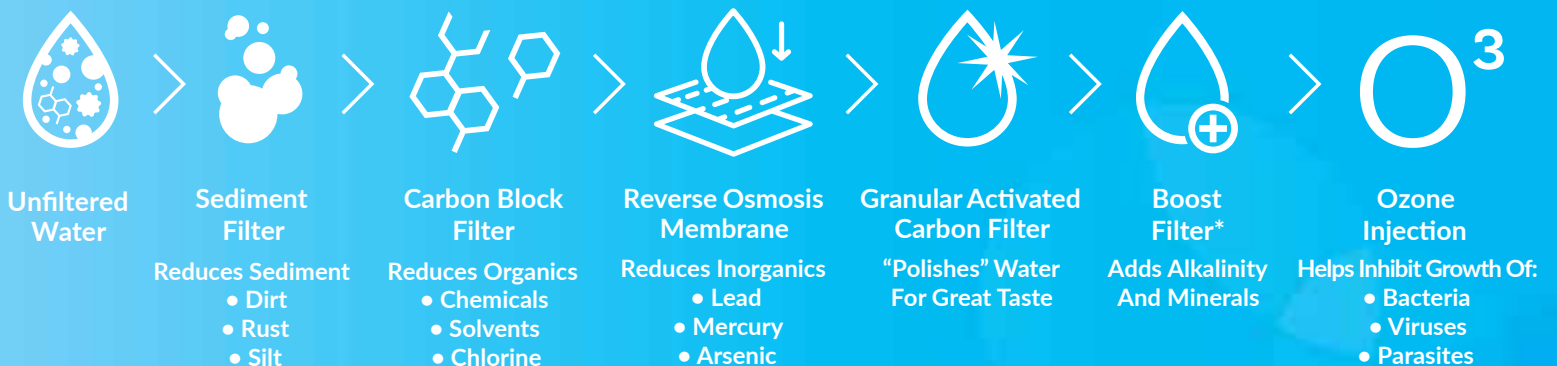 Unfiltered
Water
Sediment
Filter
Reduces Sediment
• Dirt
• Rust
• Silt
Carbon Block
Filter
Reduces Organics
• Chemicals
• Solvents
• Chlorine
Reverse Osmosis
Membrane
Reduces Inorganics
• Lead
• Mercury
• Arsenic
Granular Activated
Carbon Filter
“Polishes” Water
For Great Taste
Boost
Filter*
Adds Alkalinity
And Minerals
O³
Ozone
Injection
Helps Inhibit Growth Of:
• Bacteria
• Viruses
• Parasites